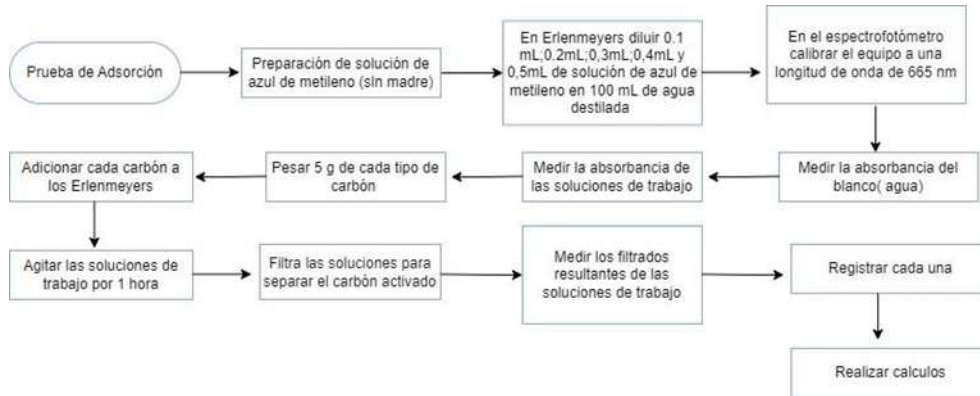 Prueba de Adsorción
Preparación de solución de
azul de metileno (sin madre)
En Erlenmeyers diluir 0.1
mL;0.2mL;0,3mL;0,4mL y
0,5mL de solución de azul de
metileno en 100 mL de agua
destilada
En el espectrofotómetro
calibrar el equipo a una
longitud de onda de 665 nm
Medir la absorbancia del
blanco( agua)
Medir la absorbancia de
las soluciones de trabajo
Pesar 5 g de cada tipo de
carbón
Adicionar cada carbón a
los Erlenmeyers
Agitar las soluciones de
trabajo por 1 hora
Filtra las soluciones para
separar el carbón activado
Medir los filtrados
resultantes de las
soluciones de trabajo
Registrar cada una
Realizar calculos